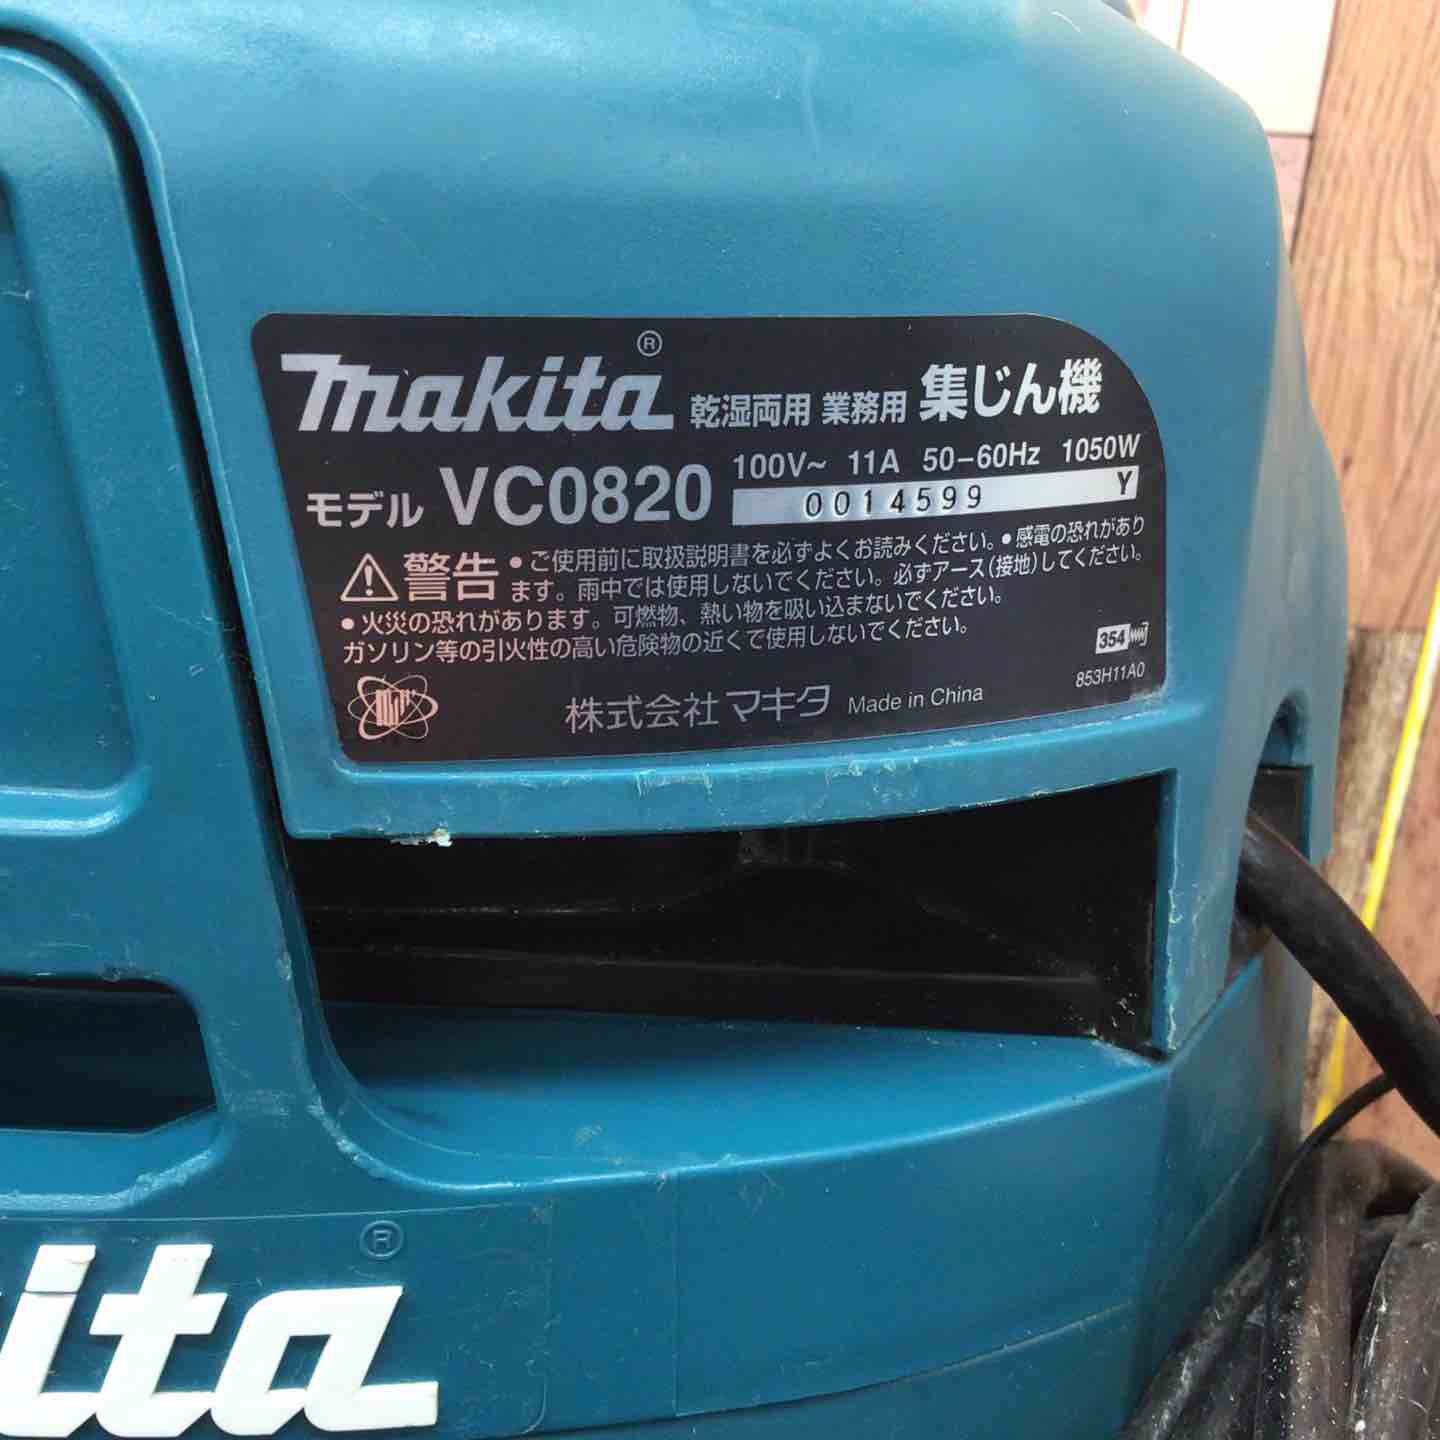 makita® 乾湿両用 業務用 集じん機
モデル VC0820 100V~ 11A 50-60Hz 1050W
0014599 Y
警告 •ご使用前に取扱説明書を必ずよくお読みください。•感電の恐れがあり
ます。雨中では使用しないでください。必ずアース(接地)してください。
•火災の恐れがあります。可燃物、熱い物を吸い込まないでください。
ガソリン等の引火性の高い危険物の近くで使用しないでください。
354
853H11A0
株式会社マキタ Made in China
kita®